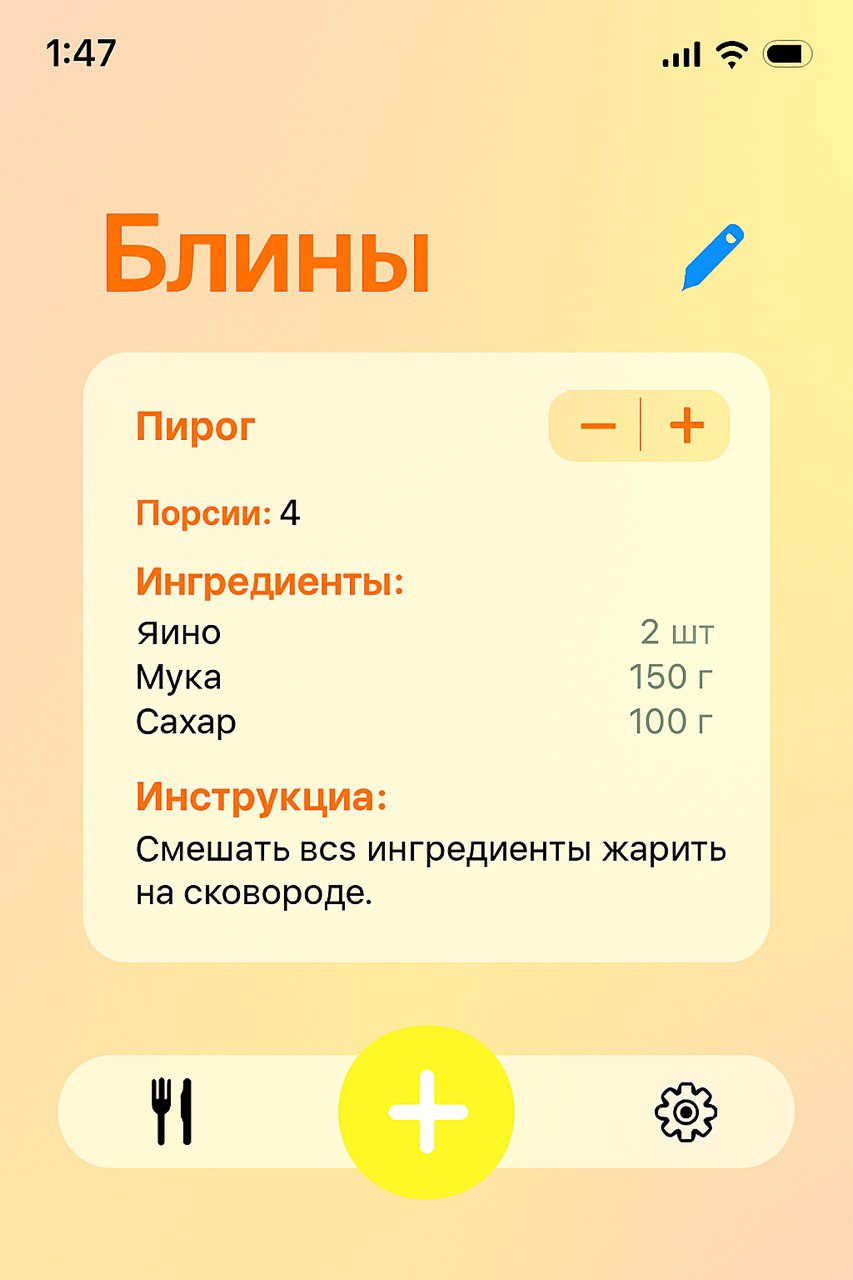 1:47
Блины
Пирог
Порсии: 4
Ингредиенты:
Яино 2 шт
Мука 150 г
Сахар 100 г
Инструкциа:
Смешать всѕ ингредиенты жарить
на сковороде.